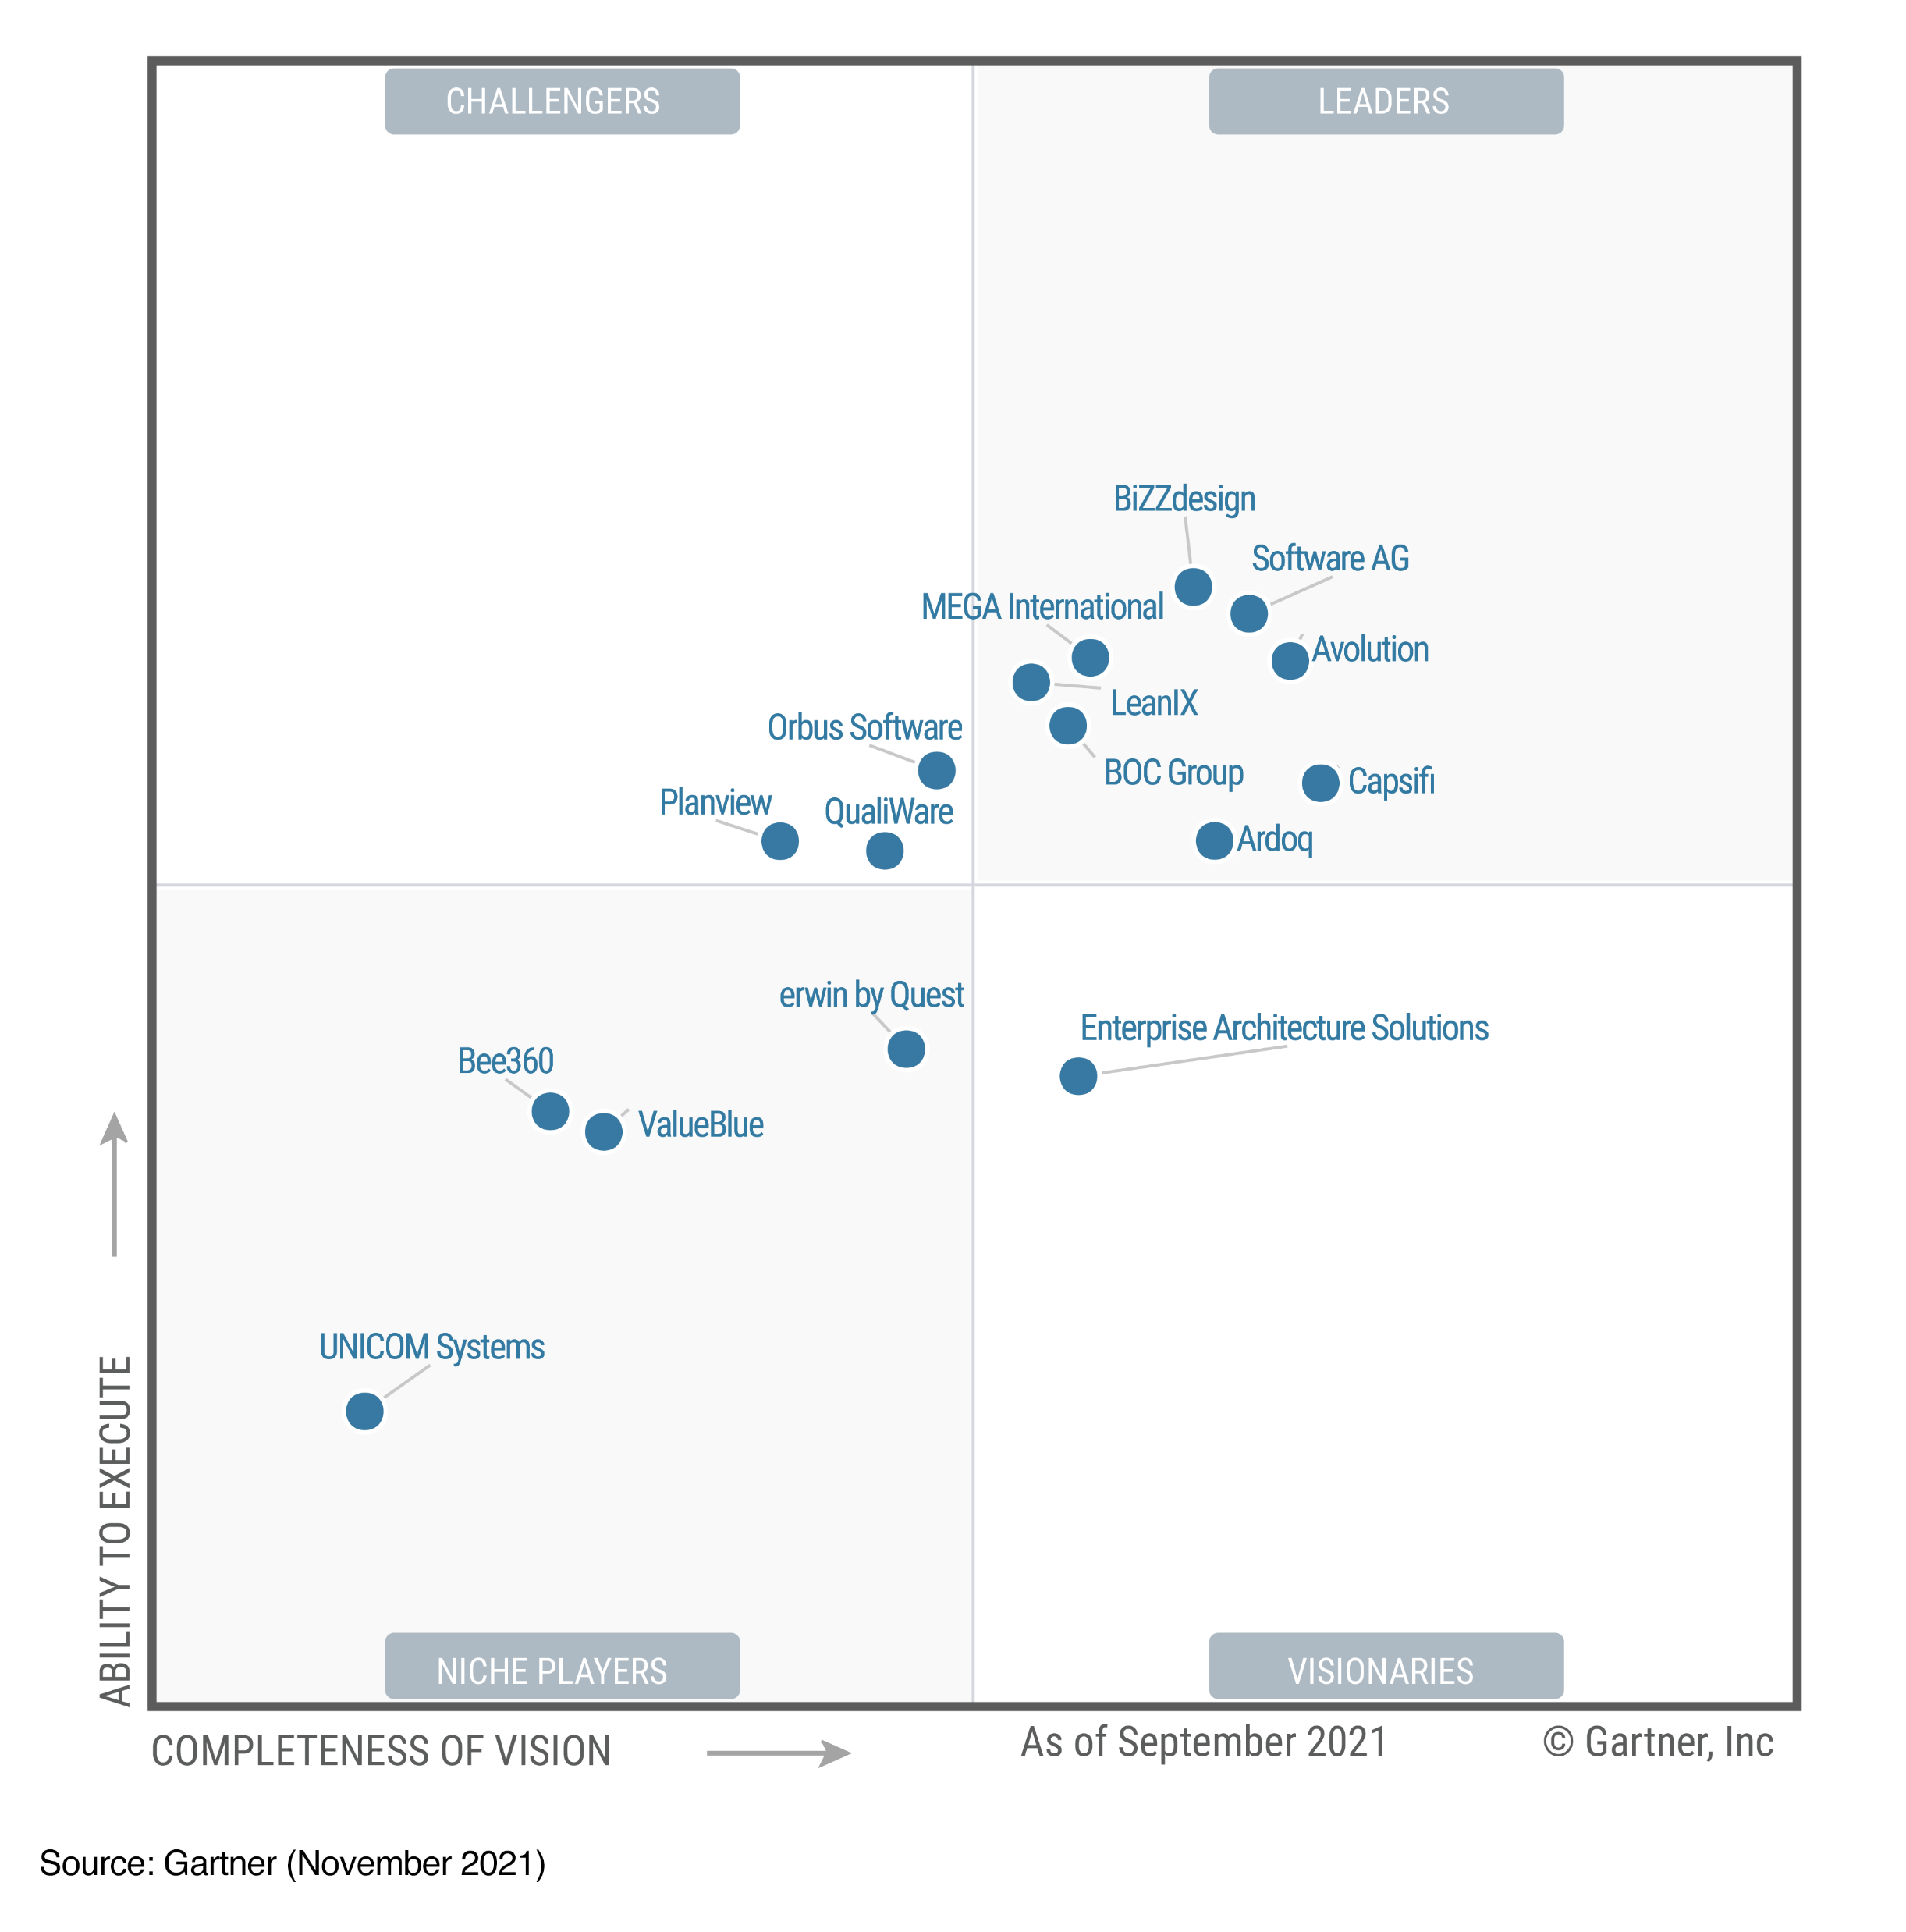 CHALLENGERS
LEADERS
BiZZdesign
Software AG
MEGA International
Avolution
LeanIX
Orbus Software
BOC Group
Capsifi
Planview
QualiWare
Ardoq
erwin by Quest
Enterprise Architecture Solutions
Bee360
ValueBlue
UNICOM Systems
ABILITY TO EXECUTE
NICHE PLAYERS
VISIONARIES
COMPLETENESS OF VISION
As of September 2021
© Gartner, Inc
Source: Gartner (November 2021)